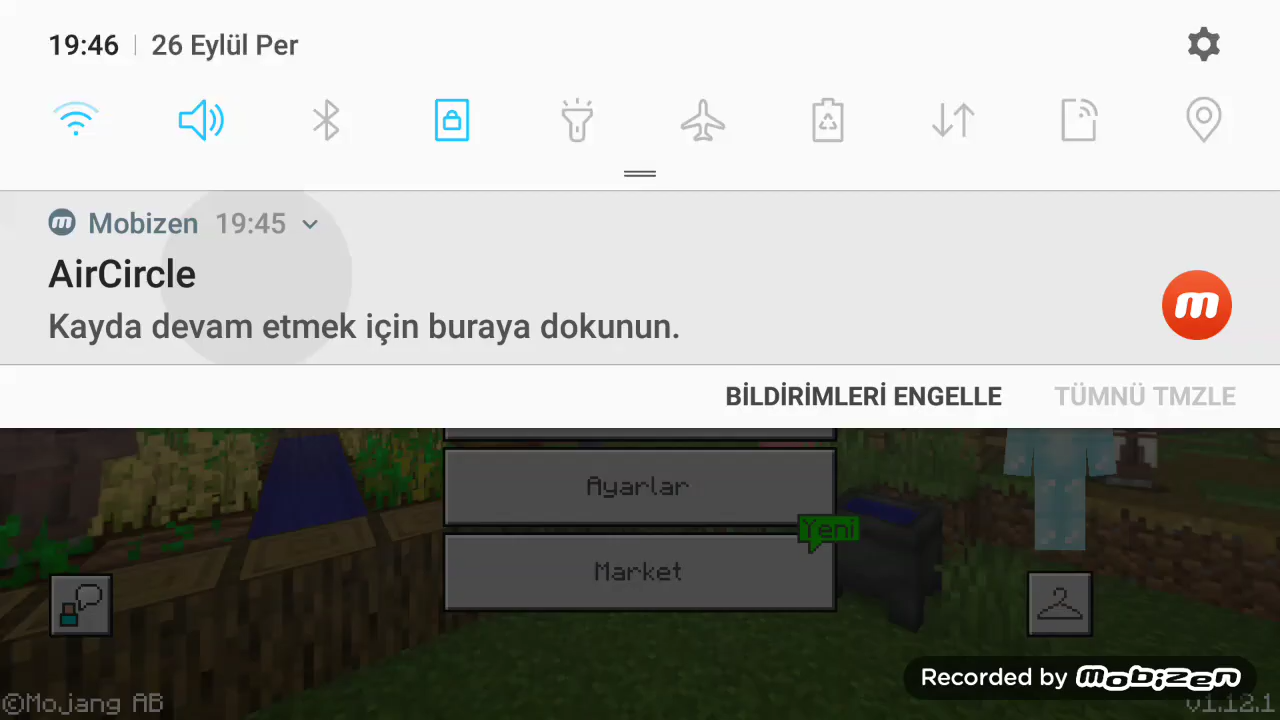 19:46 | 26 Eylül Per
Mobizen 19:45
AirCircle
Kayda devam etmek için buraya dokunun.
m
BİLDİRİMLERİ ENGELLE TÜMNÜ TMZLE
Ayarlar
Yeni
Market
Recorded by mobizen
©Mojang AB
v1.12.1